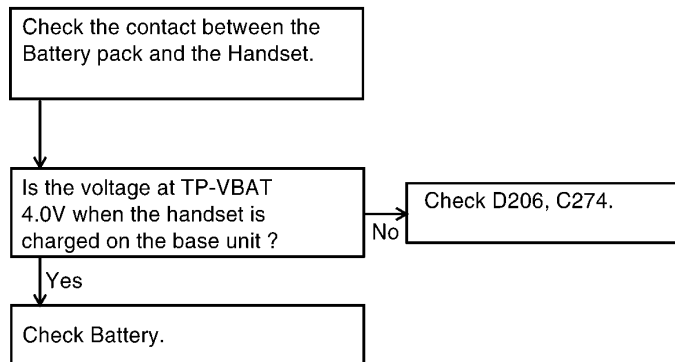 Check the contact between the
Battery pack and the Handset.
Is the voltage at TP-VBAT
4.0V when the handset is
charged on the base unit ?
No
Check D206, C274.
Yes
Check Battery.